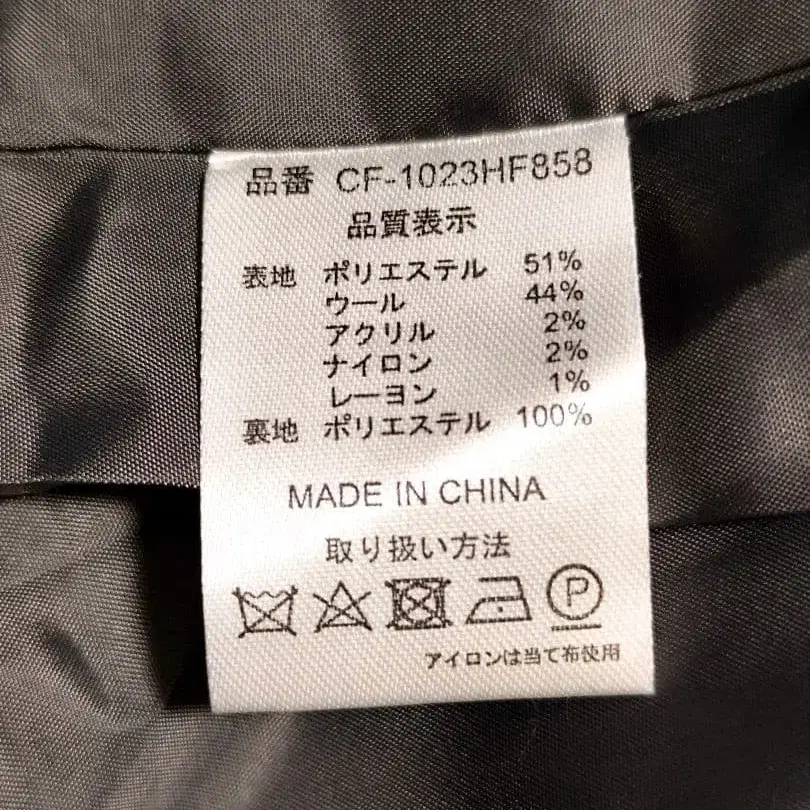 品番 CF-1023HF858
品質表示
表地 ポリエステル 51%
ウール 44%
アクリル 2%
ナイロン 2%
レーヨン 1%
裏地 ポリエステル 100%
MADE IN CHINA
取り扱い方法
P
アイロンは当て布使用